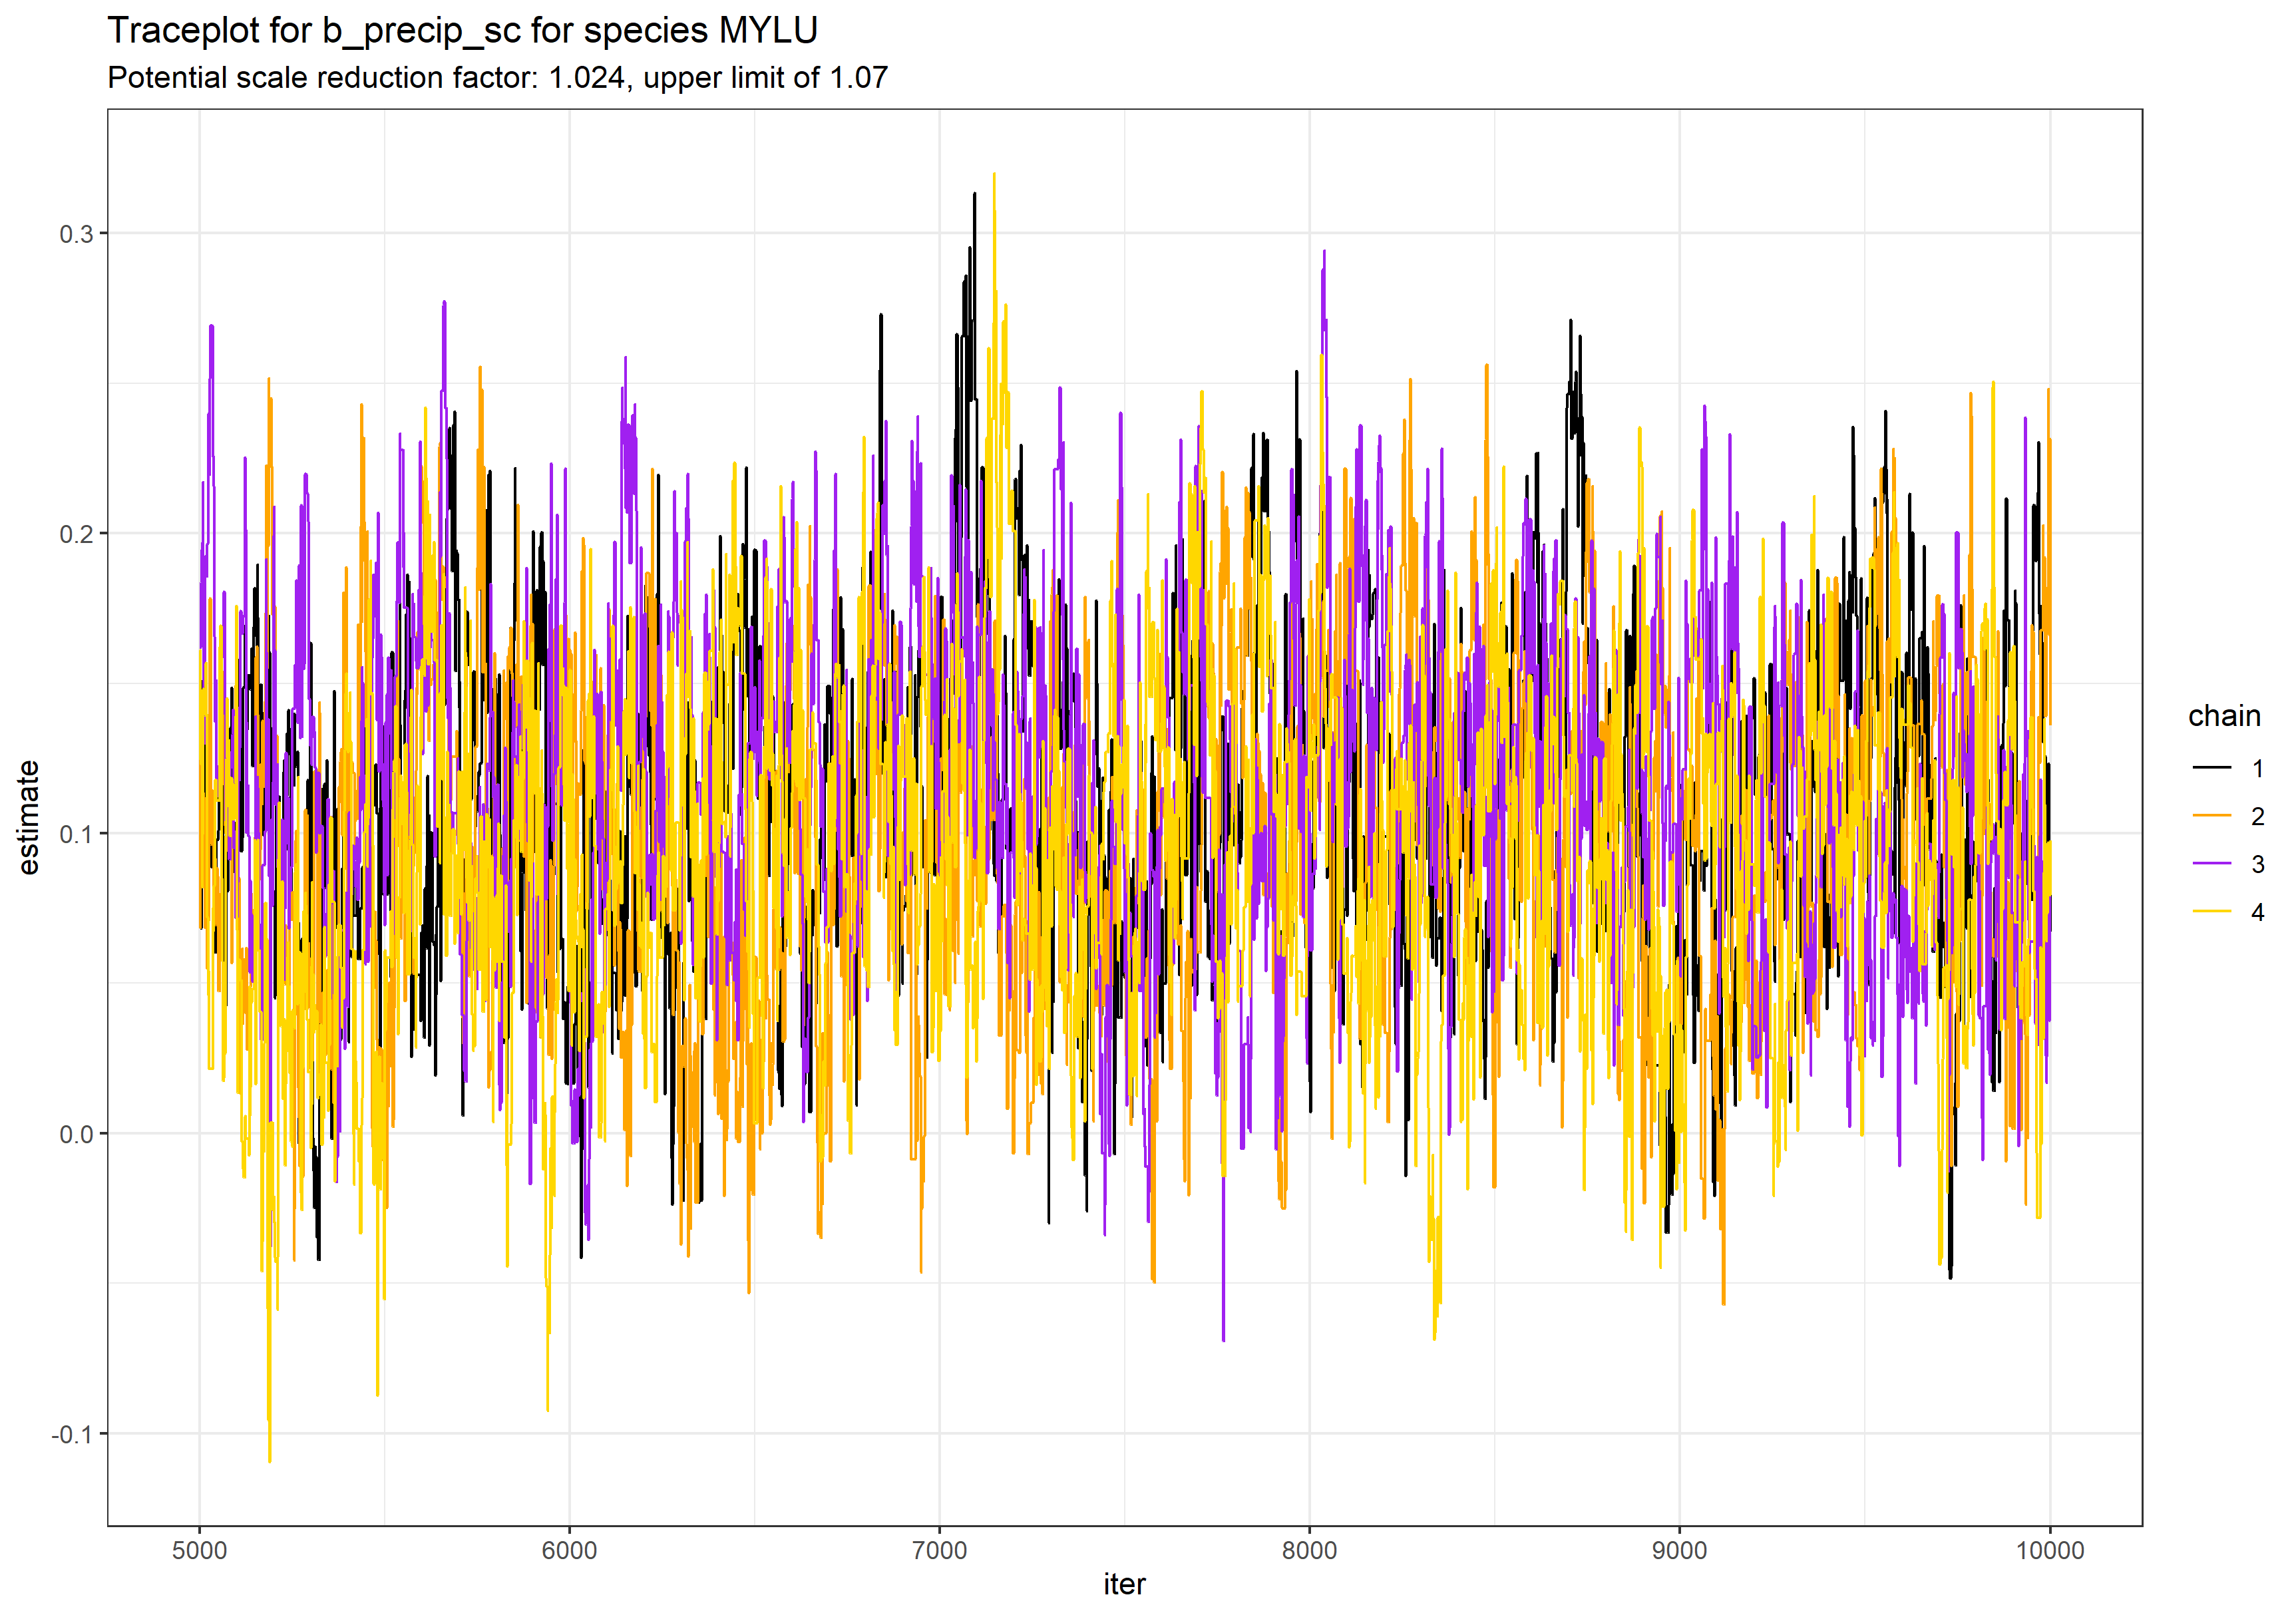 Traceplot for b_precip_sc for species MYLU
Potential scale reduction factor: 1.024, upper limit of 1.07
0.3
0.2
0.1
0.0
-0.1
estimate
5000 6000 7000 8000 9000 10000
iter
chain
1
2
3
4